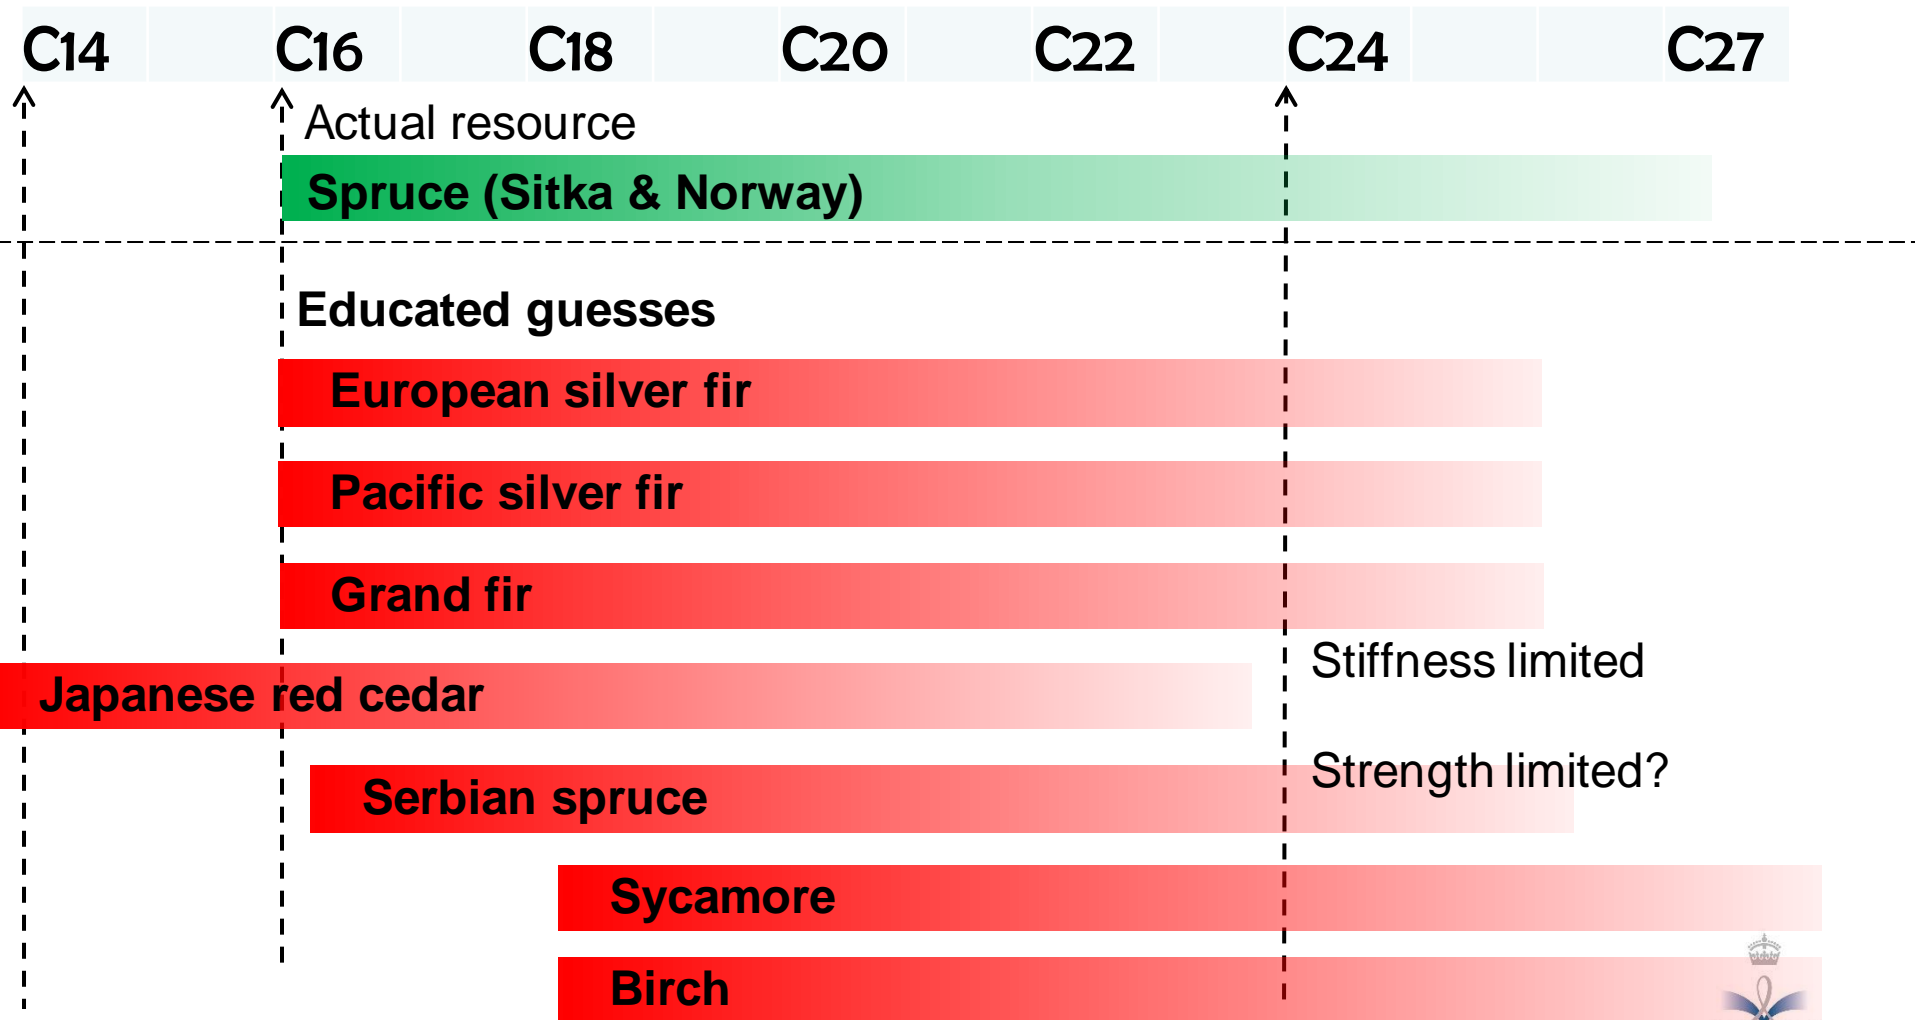 C14 C16 C18 C20 C22 C24 C27
Actual resource
Spruce (Sitka & Norway)
Educated guesses
European silver fir
Pacific silver fir
Grand fir
Stiffness limited
Japanese red cedar
Strength limited?
Serbian spruce
Sycamore
Birch